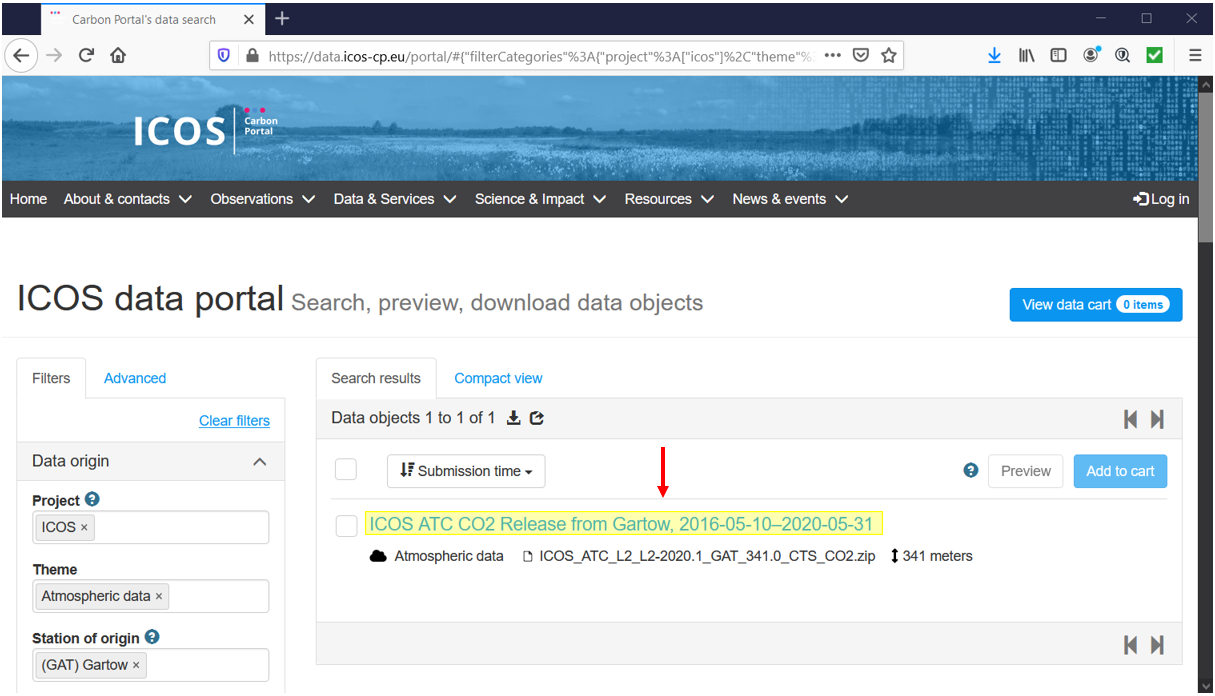 Carbon Portal's data search
https://data.icos-cp.eu/portal/#{"filterCategories"%3A{"project"%3A["icos"]%2C"theme"%
ICOS
Carbon
Portal
Home About & contacts Observations Data & Services Science & Impact Resources News & events Log in
ICOS data portal Search, preview, download data objects
View data cart 0 items
Filters Advanced
Search results Compact view
Clear filters
Data objects 1 to 1 of 1
Data origin
Submission time
? Preview Add to cart
Project ?
ICOS ×
ICOS ATC CO2 Release from Gartow, 2016-05-10–2020-05-31
Atmospheric data ICOS_ATC_L2_L2-2020.1_GAT_341.0_CTS_CO2.zip 341 meters
Theme
Atmospheric data ×
Station of origin ?
(GAT) Gartow ×